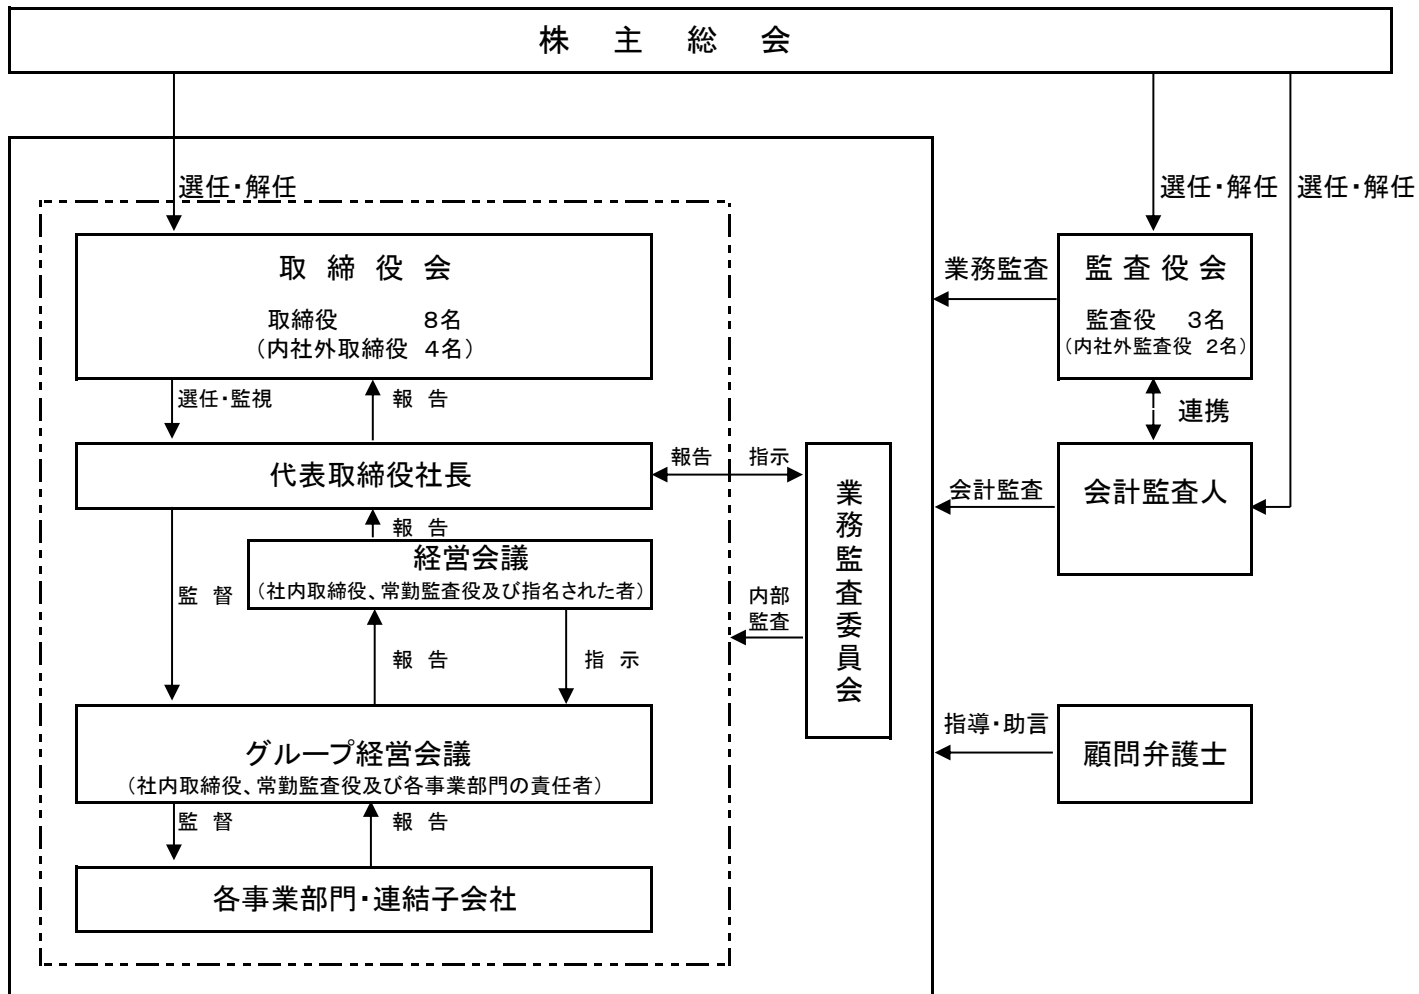 株 主 総 会
選任・解任
選任・解任
選任・解任
取 締 役 会
取締役 8名
（内社外取締役 4名）
業務監査
監 査 役 会
監査役 3名
（内社外監査役 2名）
選任・監視
報 告
連携
代表取締役社長
報告
指示
業務監査委員会
会計監査
会計監査人
報 告
経営会議
（社内取締役、常勤監査役及び指名された者）
監 督
内部
監査
報 告
指 示
グループ経営会議
（社内取締役、常勤監査役及び各事業部門の責任者）
指導・助言
顧問弁護士
監 督
報 告
各事業部門・連結子会社